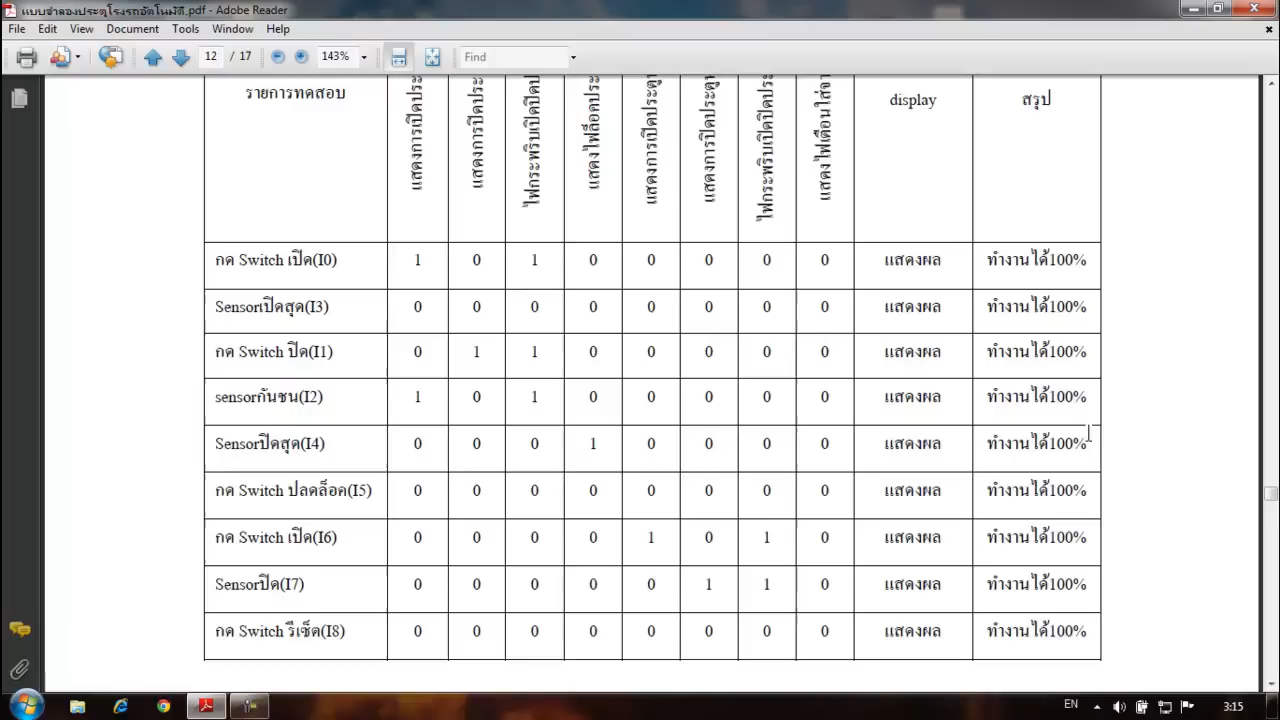 แบบจำลองประตูโรงรถอัตโนมัติ.pdf - Adobe Reader
File Edit View Document Tools Window Help
12 / 17 143% Find
รายการทดสอบ แสดงการเปิดประ แสดงการปิดประ ไฟกระพริบเปิดปิดป แสดงไฟล็อกประ แสดงการเปิดประตูห แสดงการปิดประตูห ไฟกระพริบเปิดปิดประ แสดงไฟเตือนใส่จา display สรุป
กด Switch เปิด(I0) 1 0 1 0 0 0 0 0 แสดงผล ทำงานได้100%
Sensorเปิดสุด(I3) 0 0 0 0 0 0 0 0 แสดงผล ทำงานได้100%
กด Switch ปิด(I1) 0 1 1 0 0 0 0 0 แสดงผล ทำงานได้100%
sensorกันชน(I2) 1 0 1 0 0 0 0 0 แสดงผล ทำงานได้100%
Sensorปิดสุด(I4) 0 0 0 1 0 0 0 0 แสดงผล ทำงานได้100%
กด Switch ปลดล็อค(I5) 0 0 0 0 0 0 0 0 แสดงผล ทำงานได้100%
กด Switch เปิด(I6) 0 0 0 0 1 0 1 0 แสดงผล ทำงานได้100%
Sensorปิด(I7) 0 0 0 0 0 1 1 0 แสดงผล ทำงานได้100%
กด Switch รีเซ็ต(I8) 0 0 0 0 0 0 0 0 แสดงผล ทำงานได้100%
EN 3:15